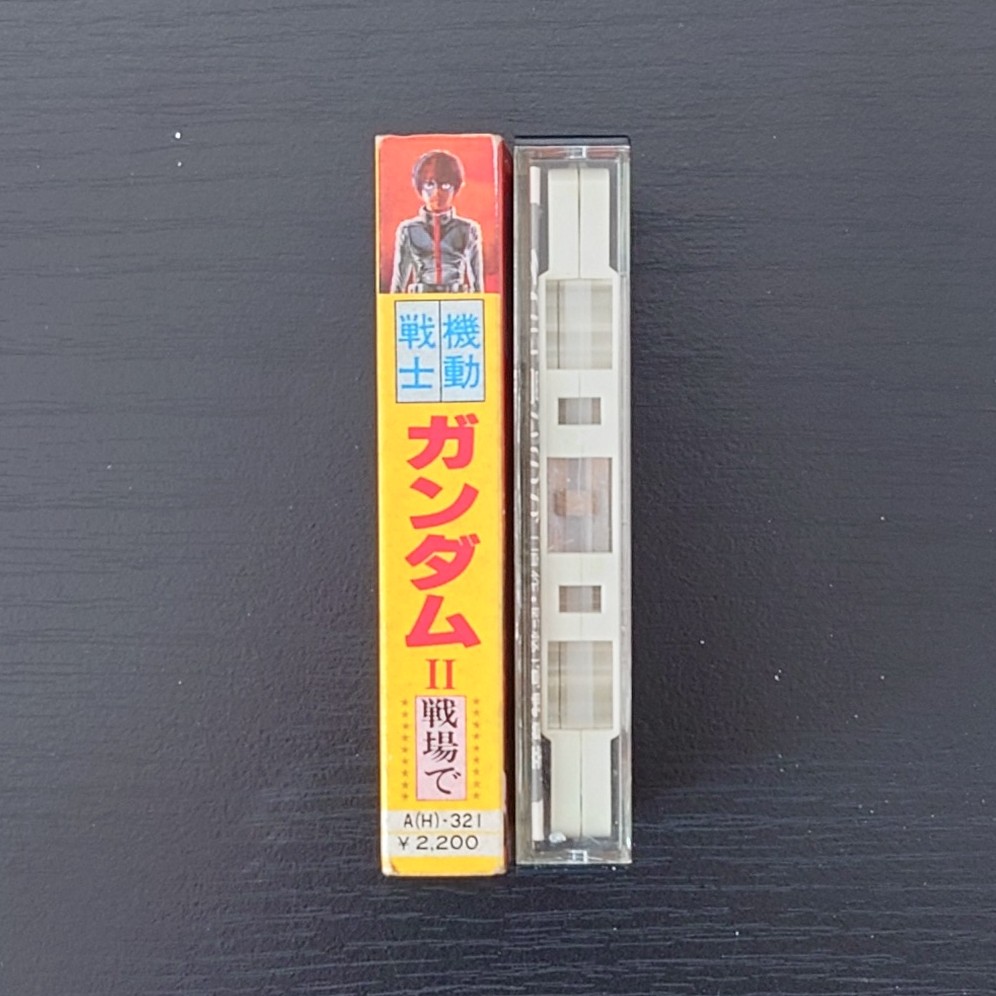 機動
戦士
ガンダム
II
戦場で
A(H)-321
¥2,200